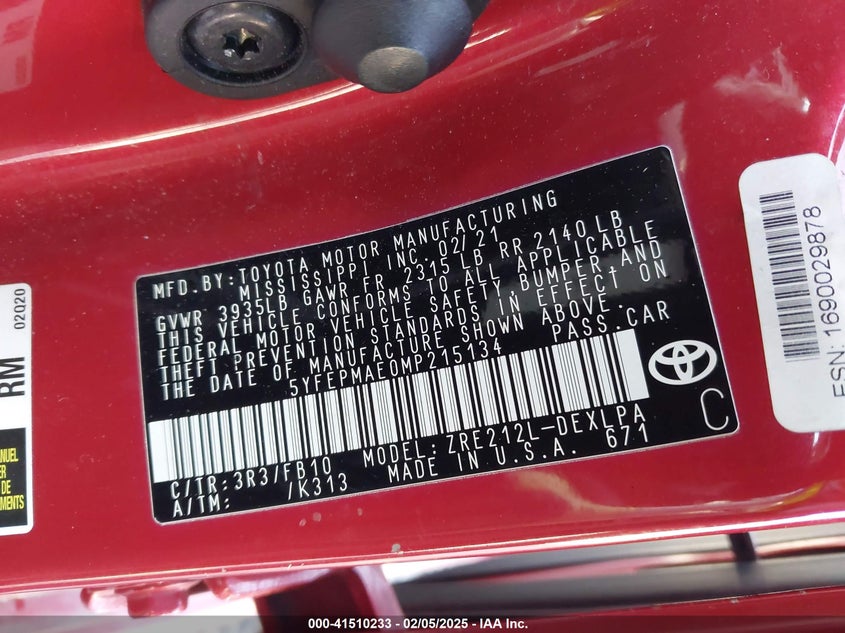 MFD. BY: TOYOTA MOTOR MANUFACTURING
MISSISSIPPI INC. 02/21
GVWR 3935LB GAWR FR 2315 LB RR 2140 LB
THIS VEHICLE CONFORMS TO ALL APPLICABLE
FEDERAL MOTOR VEHICLE SAFETY, BUMPER, AND
THEFT PREVENTION STANDARDS IN EFFECT ON
THE DATE OF MANUFACTURE SHOWN ABOVE.
5YFEPMAE0MP215134 PASS. CAR
C/TR: 3R3/FB10 MODEL: ZRE212L-DEXLPA
A/TM: /K313 MADE IN U.S.A. 671
C
ESN: 1690029878
02020
RM
DE
000-41510233 - 02/05/2025 - IAA Inc.